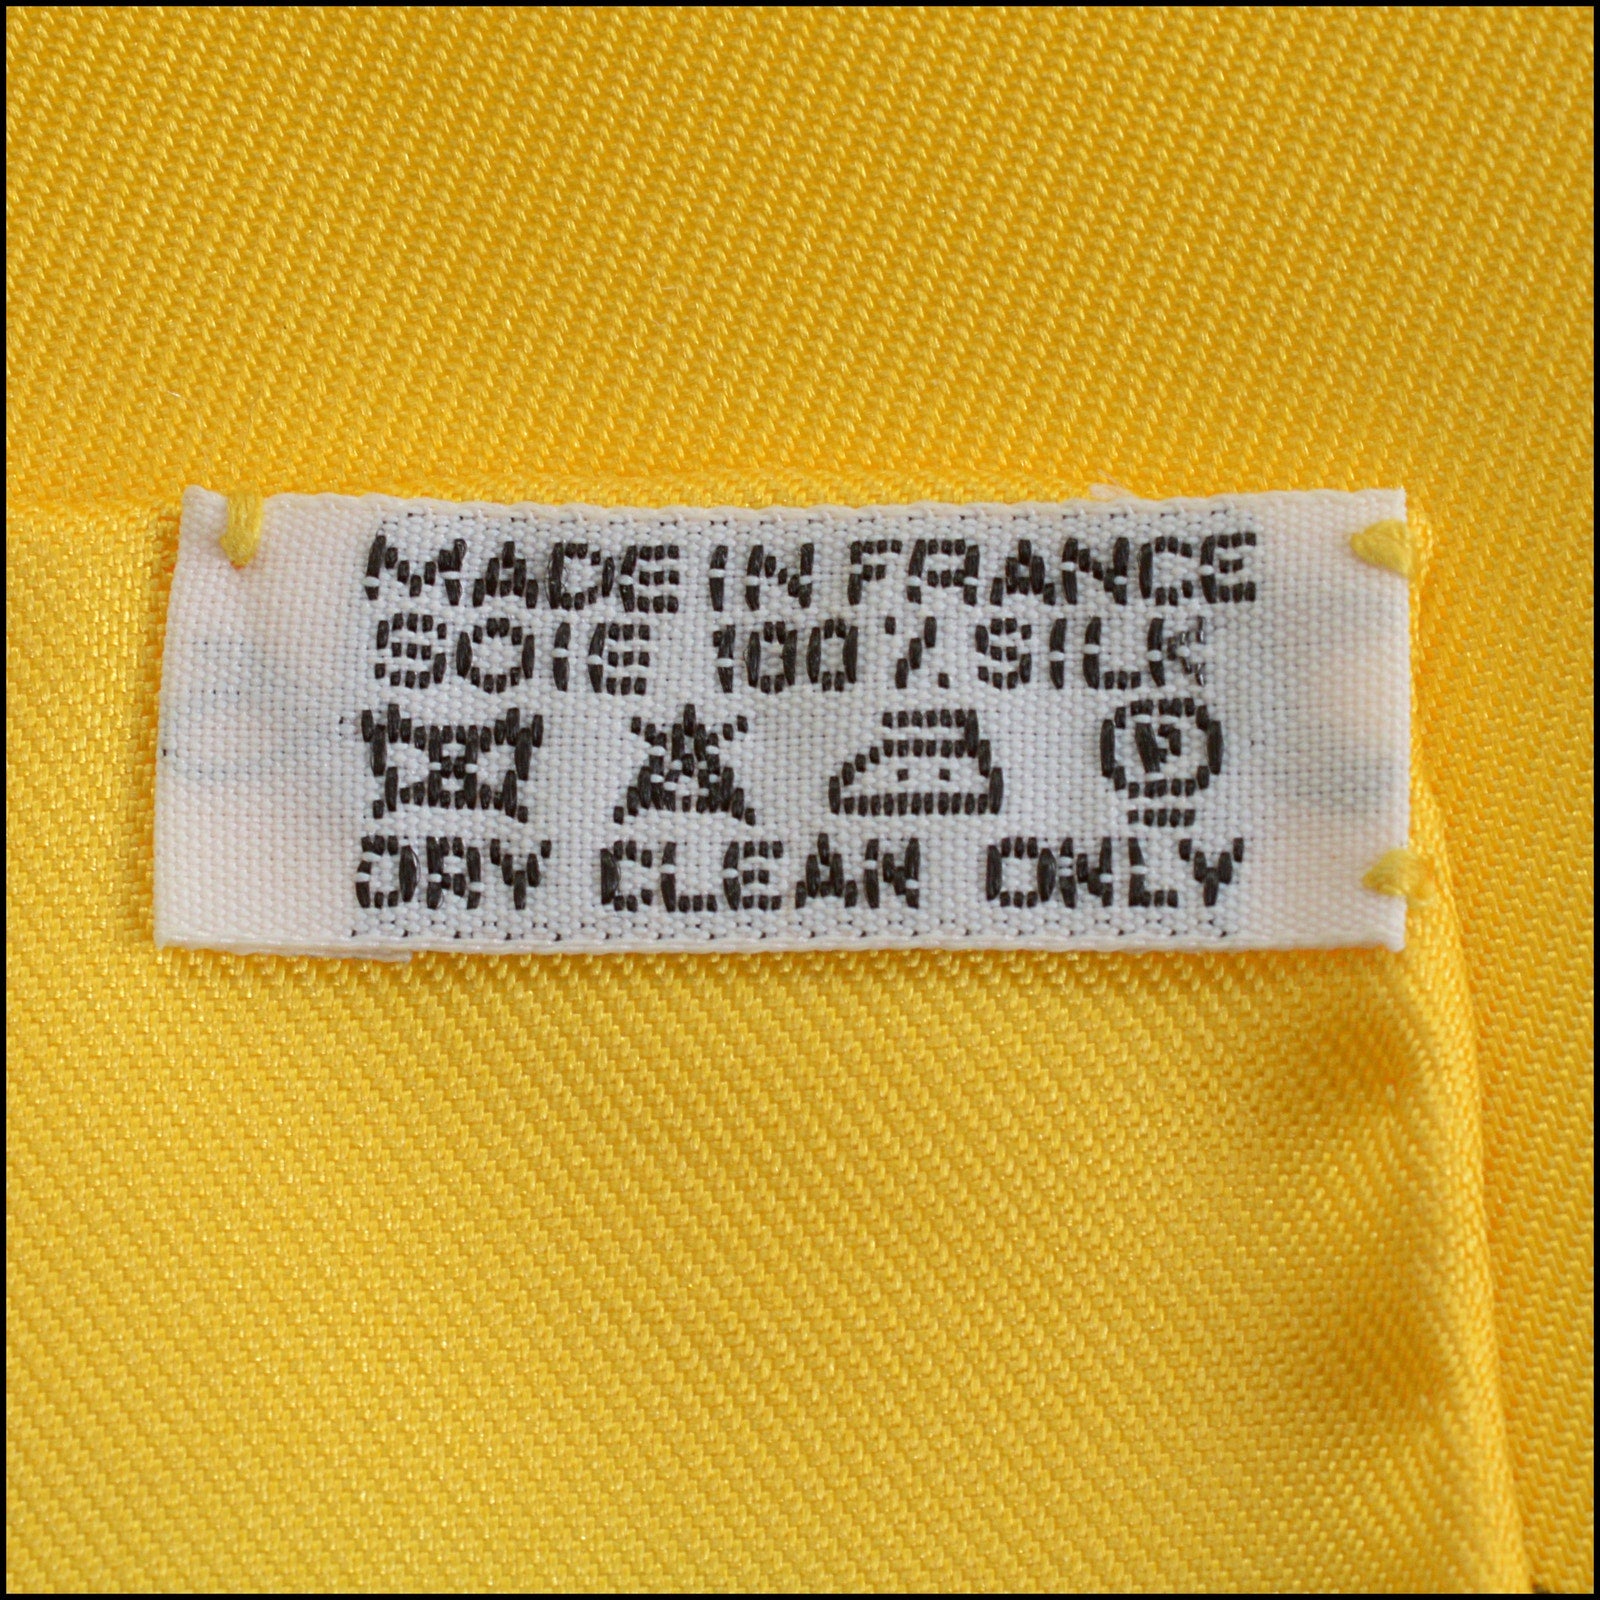 MADE IN FRANCE
SOIE 100% SILK
P
DRY CLEAN ONLY